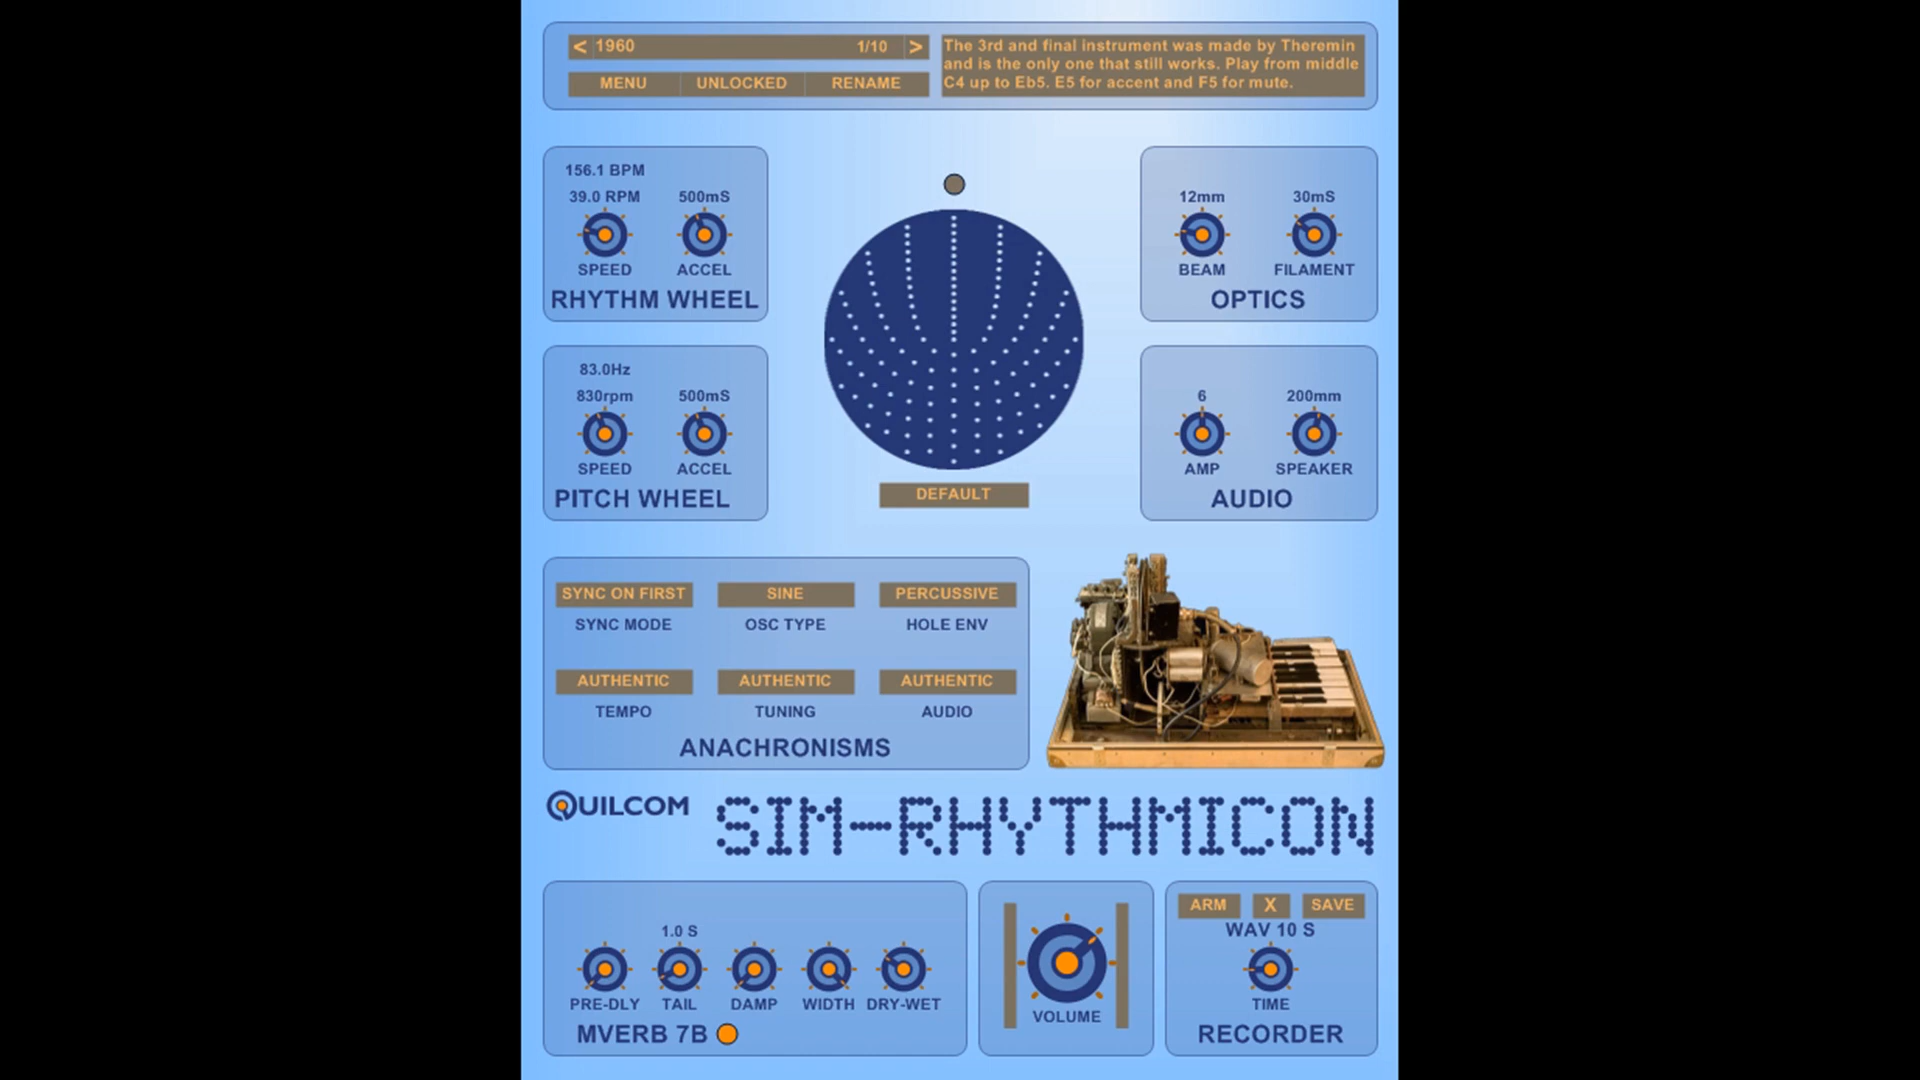 < 1960 1/10 >
MENU UNLOCKED RENAME
The 3rd and final instrument was made by Theremin
and is the only one that still works. Play from middle
C4 up to Eb5. E5 for accent and F5 for mute.
156.1 BPM
39.0 RPM 500mS
SPEED ACCEL
RHYTHM WHEEL
12mm 30mS
BEAM FILAMENT
OPTICS
83.0Hz
830rpm 500mS
SPEED ACCEL
PITCH WHEEL
6 200mm
AMP SPEAKER
AUDIO
DEFAULT
SYNC ON FIRST SINE PERCUSSIVE
SYNC MODE OSC TYPE HOLE ENV
AUTHENTIC AUTHENTIC AUTHENTIC
TEMPO TUNING AUDIO
ANACHRONISMS
QUILCOM SIM-RHYTHMICON
1.0 S
PRE-DLY TAIL DAMP WIDTH DRY-WET
MVERB 7B
VOLUME
ARM X SAVE
WAV 10 S
TIME
RECORDER